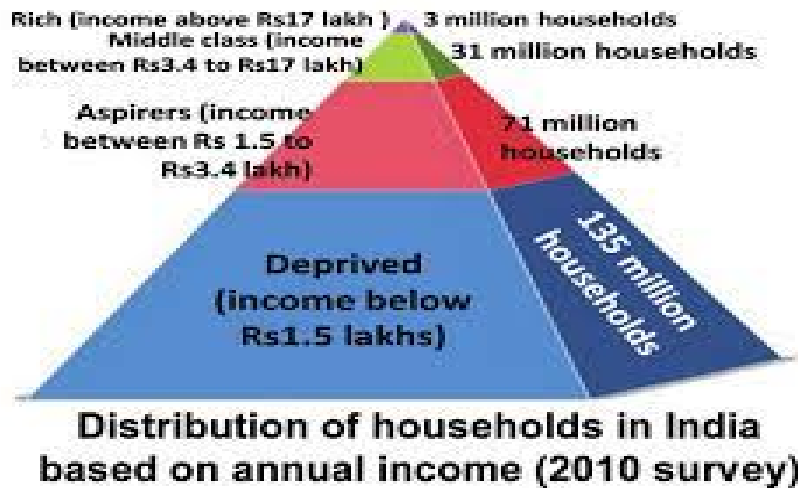 Rich (income above Rs17 lakh )
3 million households
Middle class (income
between Rs3.4 to Rs17 lakh)
31 million households
Aspirers (income
between Rs 1.5 to
Rs3.4 lakh)
71 million
households
Deprived
(income below
Rs1.5 lakhs)
135 million
households
Distribution of households in India
based on annual income (2010 survey)